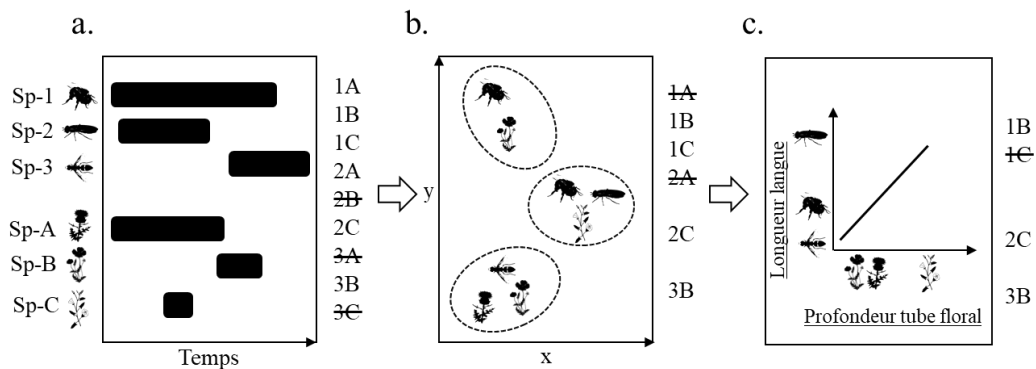 a.
Sp-1
Sp-2
Sp-3
Sp-A
Sp-B
Sp-C
Temps
1A
1B
1C
2A
2B
2C
3A
3B
3C
b.
y
x
1A
1B
1C
2A
2C
3B
c.
Longueur langue
Profondeur tube floral
1B
1C
2C
3B